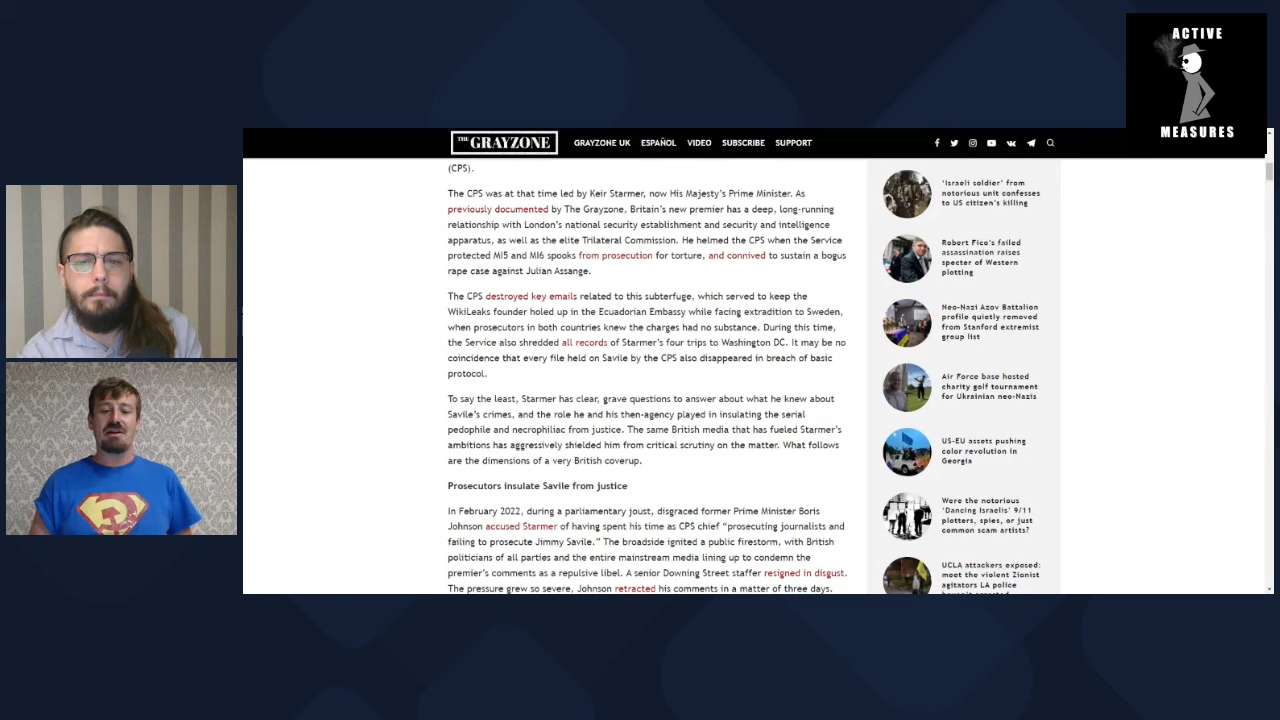 ACTIVE
MEASURES
THE GRAYZONE
GRAYZONE UK ESPAÑOL VIDEO SUBSCRIBE SUPPORT
(CPS).
The CPS was at that time led by Keir Starmer, now His Majesty's Prime Minister. As
previously documented by The Grayzone, Britain's new premier has a deep, long-running
relationship with London's national security establishment and security and intelligence
apparatus, as well as the elite Trilateral Commission. He helmed the CPS when the Service
protected MI5 and MI6 spooks from prosecution for torture, and connived to sustain a bogus
rape case against Julian Assange.
The CPS destroyed key emails related to this subterfuge, which served to keep the
WikiLeaks founder holed up in the Ecuadorian Embassy while facing extradition to Sweden,
when prosecutors in both countries knew the charges had no substance. During this time,
the Service also shredded all records of Starmer's four trips to Washington DC. It may be no
coincidence that every file held on Savile by the CPS also disappeared in breach of basic
protocol.
To say the least, Starmer has clear, grave questions to answer about what he knew about
Savile's crimes, and the role he and his then-agency played in insulating the serial
pedophile and necrophiliac from justice. The same British media that has fueled Starmer's
ambitions has aggressively shielded him from critical scrutiny on the matter. What follows
are the dimensions of a very British coverup.
Prosecutors insulate Savile from justice
In February 2022, during a parliamentary joust, disgraced former Prime Minister Boris
Johnson accused Starmer of having spent his time as CPS chief "prosecuting journalists and
failing to prosecute Jimmy Savile." The broadside ignited a public firestorm, with British
politicians of all parties and the entire mainstream media lining up to condemn the
premier's comments as a repulsive libel. A senior Downing Street staffer resigned in disgust.
The pressure grew so severe, Johnson retracted his comments in a matter of three days.
'Israeli soldier' from
notorious unit confesses
to US citizen's killing
Robert Fico's failed
assassination raises
specter of Western
plotting
Neo-Nazi Azov Battalion
profile quietly removed
from Stanford extremist
group list
Air Force base hosted
charity golf tournament
for Ukrainian neo-Nazis
US-EU assets pushing
color revolution in
Georgia
Were the notorious
'Dancing Israelis' 9/11
plotters, spies, or just
common scam artists?
UCLA attackers exposed:
meet the violent Zionist
agitators LA police